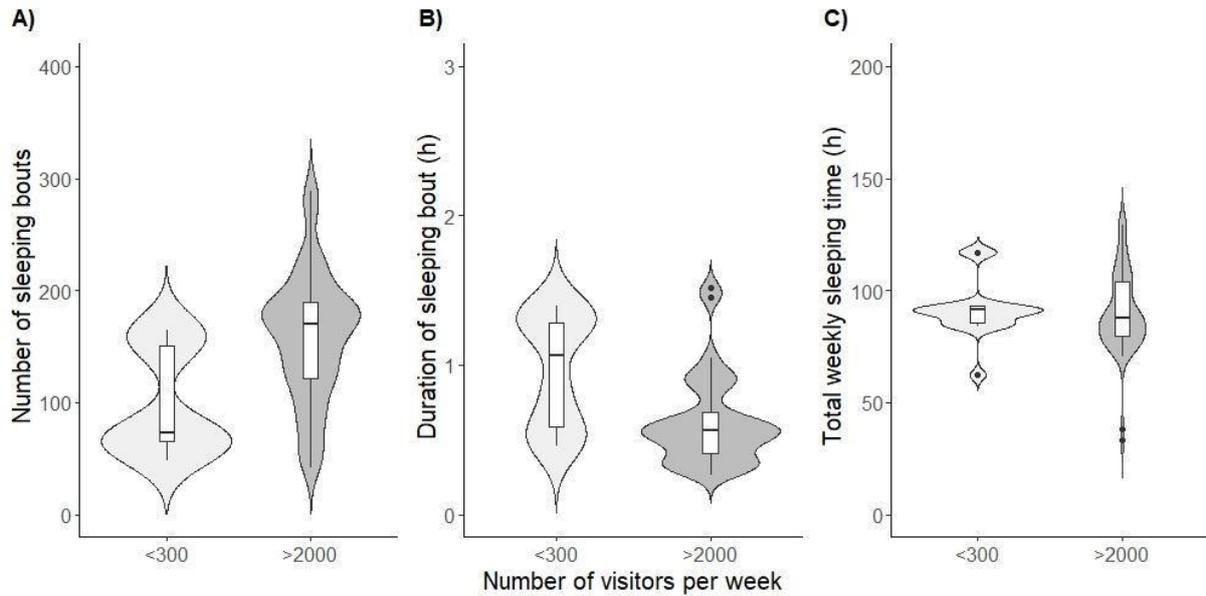 A)
Number of sleeping bouts
400
300
200
100
0
<300
>2000
B)
Duration of sleeping bout (h)
3
2
1
0
<300
>2000
C)
Total weekly sleeping time (h)
200
150
100
50
0
<300
>2000
Number of visitors per week